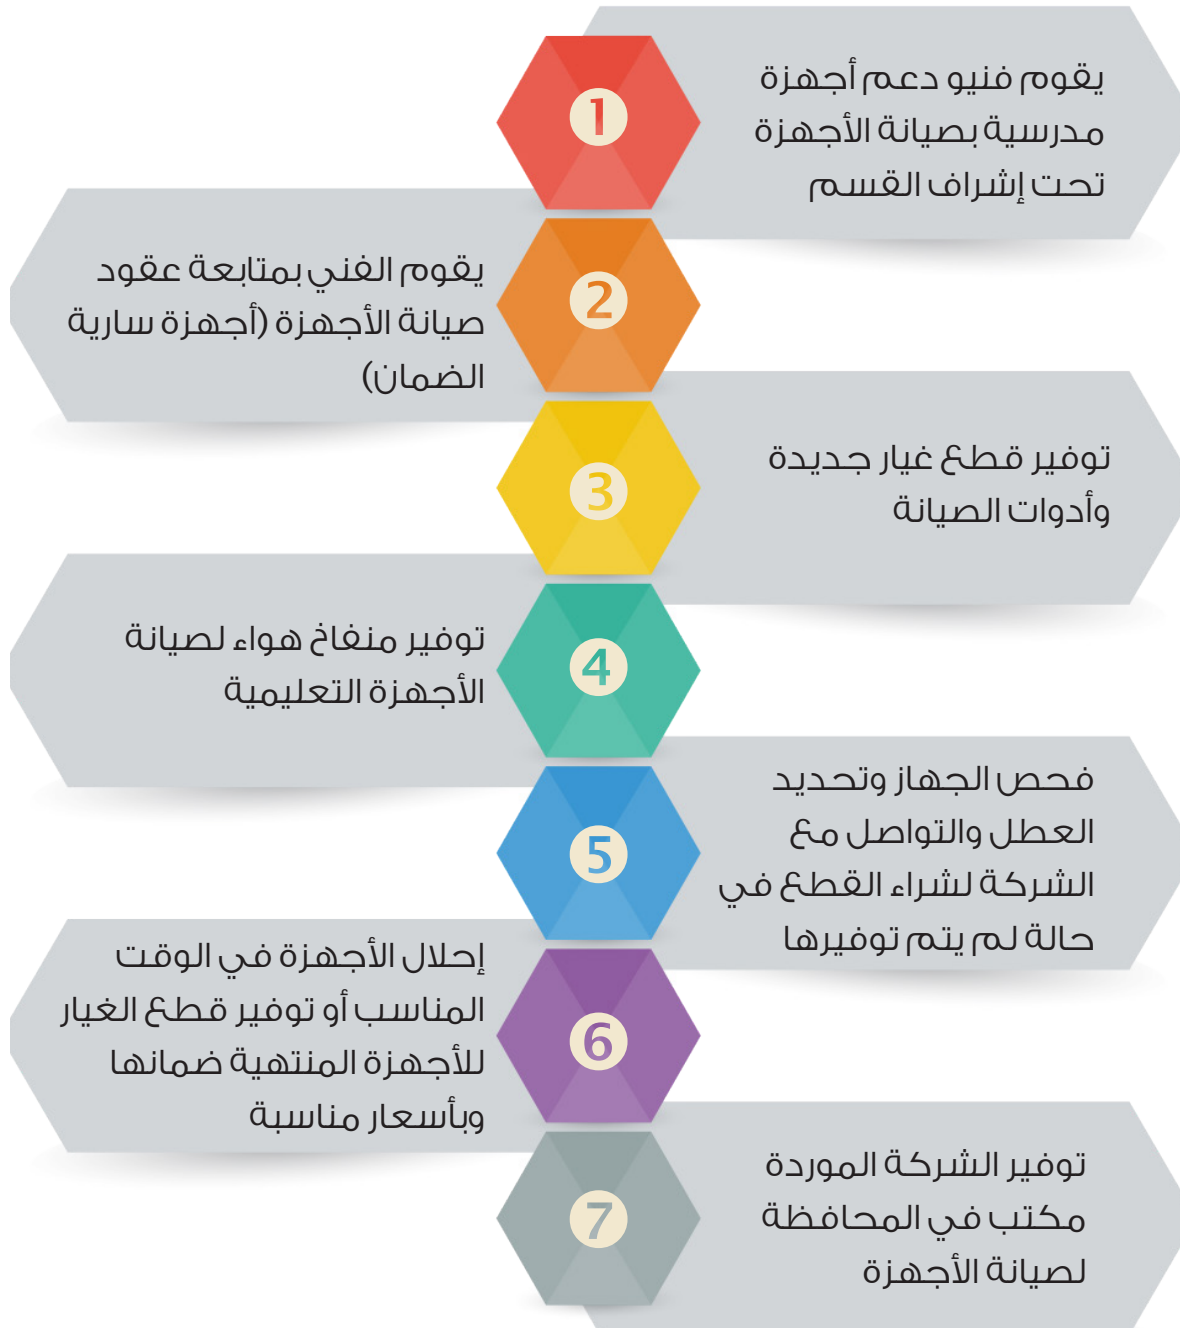 1
يقوم فنيو دعم أجهزة
مدرسية بصيانة الأجهزة
تحت إشراف القسم
2
يقوم الفني بمتابعة عقود
صيانة الأجهزة (أجهزة سارية
الضمان)
3
توفير قطع غيار جديدة
وأدوات الصيانة
4
توفير منفاخ هواء لصيانة
الأجهزة التعليمية
5
فحص الجهاز وتحديد
العطل والتواصل مع
الشركة لشراء القطع في
حالة لم يتم توفيرها
6
إحلال الأجهزة في الوقت
المناسب أو توفير قطع الغيار
للأجهزة المنتهية ضمانها
وبأسعار مناسبة
7
توفير الشركة الموردة
مكتب في المحافظة
لصيانة الأجهزة